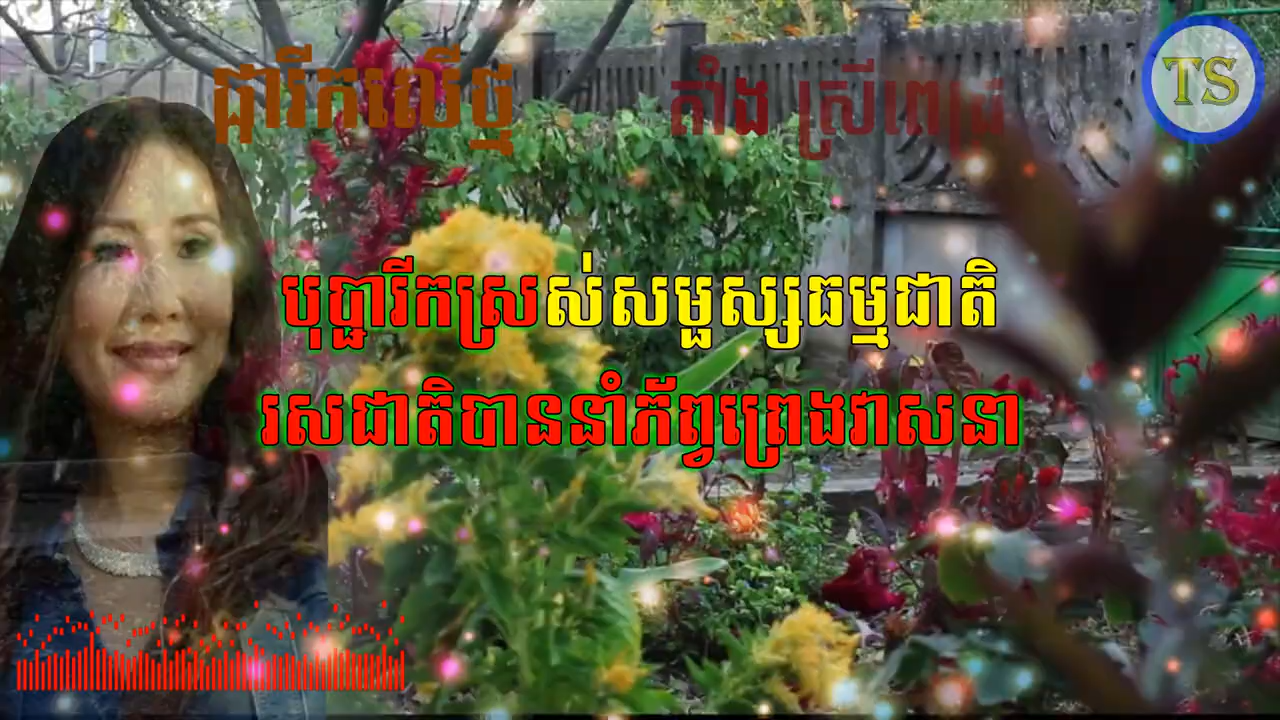 ផ្ការីកលើថ្ម តាំង ស្រីពេជ្រ
TS
បុប្ផារីកស្រស់សម្ផស្សធម្មជាតិ
រសជាតិបាននាំភ័ព្វព្រេងវាសនា